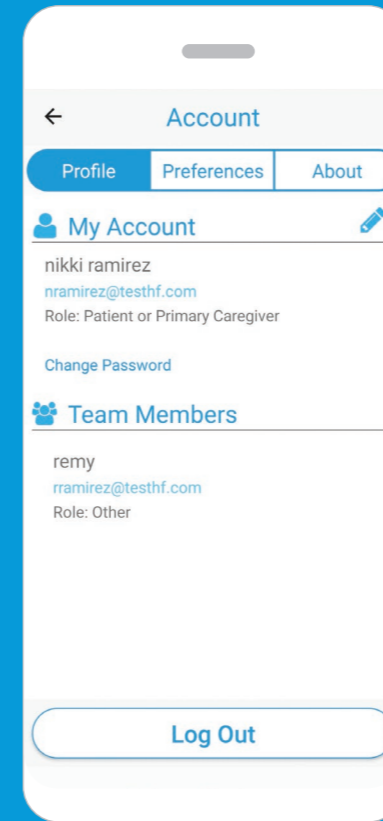 Account
Profile Preferences About
My Account
nikki ramirez
nramirez@testhf.com
Role: Patient or Primary Caregiver
Change Password
Team Members
remy
rramirez@testhf.com
Role: Other
Log Out